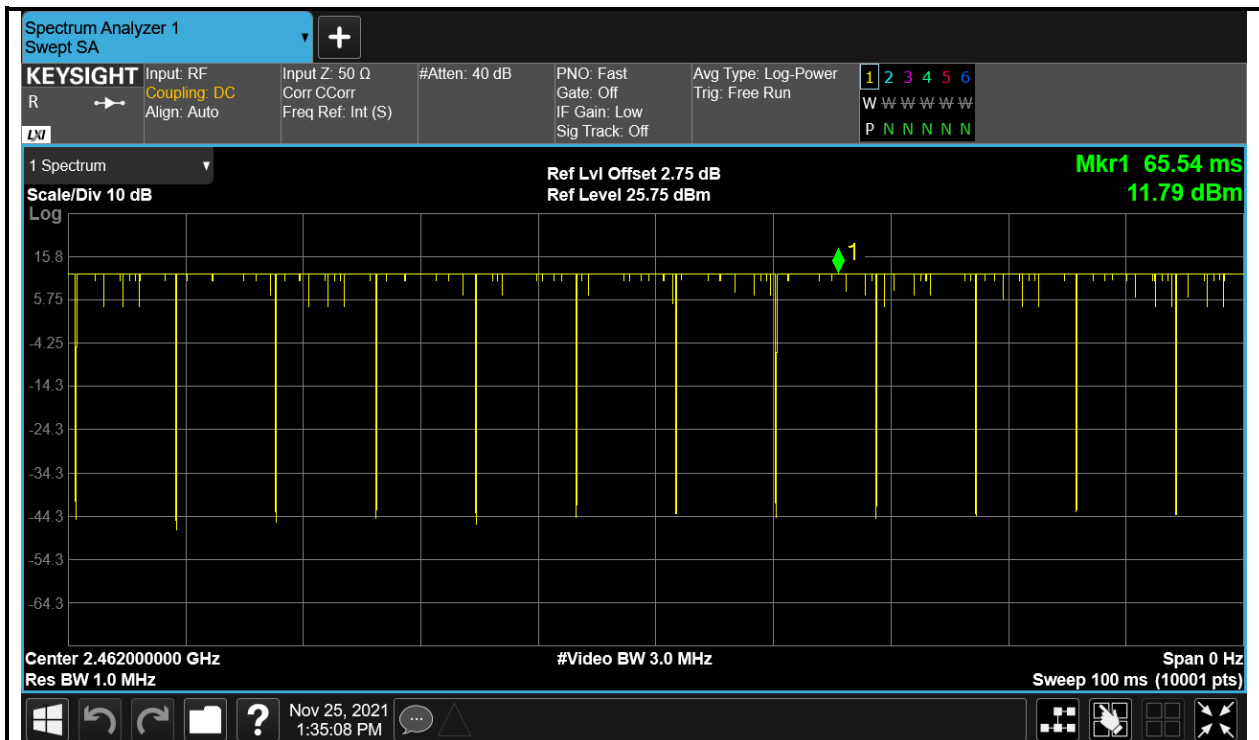 Spectrum Analyzer 1
Swept SA
+
KEYSIGHT
R
LXI
Input: RF
Coupling: DC
Align: Auto
Input Z: 50 Ω
Corr CCorr
Freq Ref: Int (S)
#Atten: 40 dB
PNO: Fast
Gate: Off
IF Gain: Low
Sig Track: Off
Avg Type: Log-Power
Trig: Free Run
1 2 3 4 5 6
W W W W W W
P N N N N N
1 Spectrum
Scale/Div 10 dB
Ref Lvl Offset 2.75 dB
Ref Level 25.75 dBm
Mkr1 65.54 ms
11.79 dBm
Log
1
15.8
5.75
-4.25
-14.3
-24.3
-34.3
-44.3
-54.3
-64.3
Center 2.462000000 GHz
#Video BW 3.0 MHz
Span 0 Hz
Res BW 1.0 MHz
Sweep 100 ms (10001 pts)
?
Nov 25, 2021
1:35:08 PM